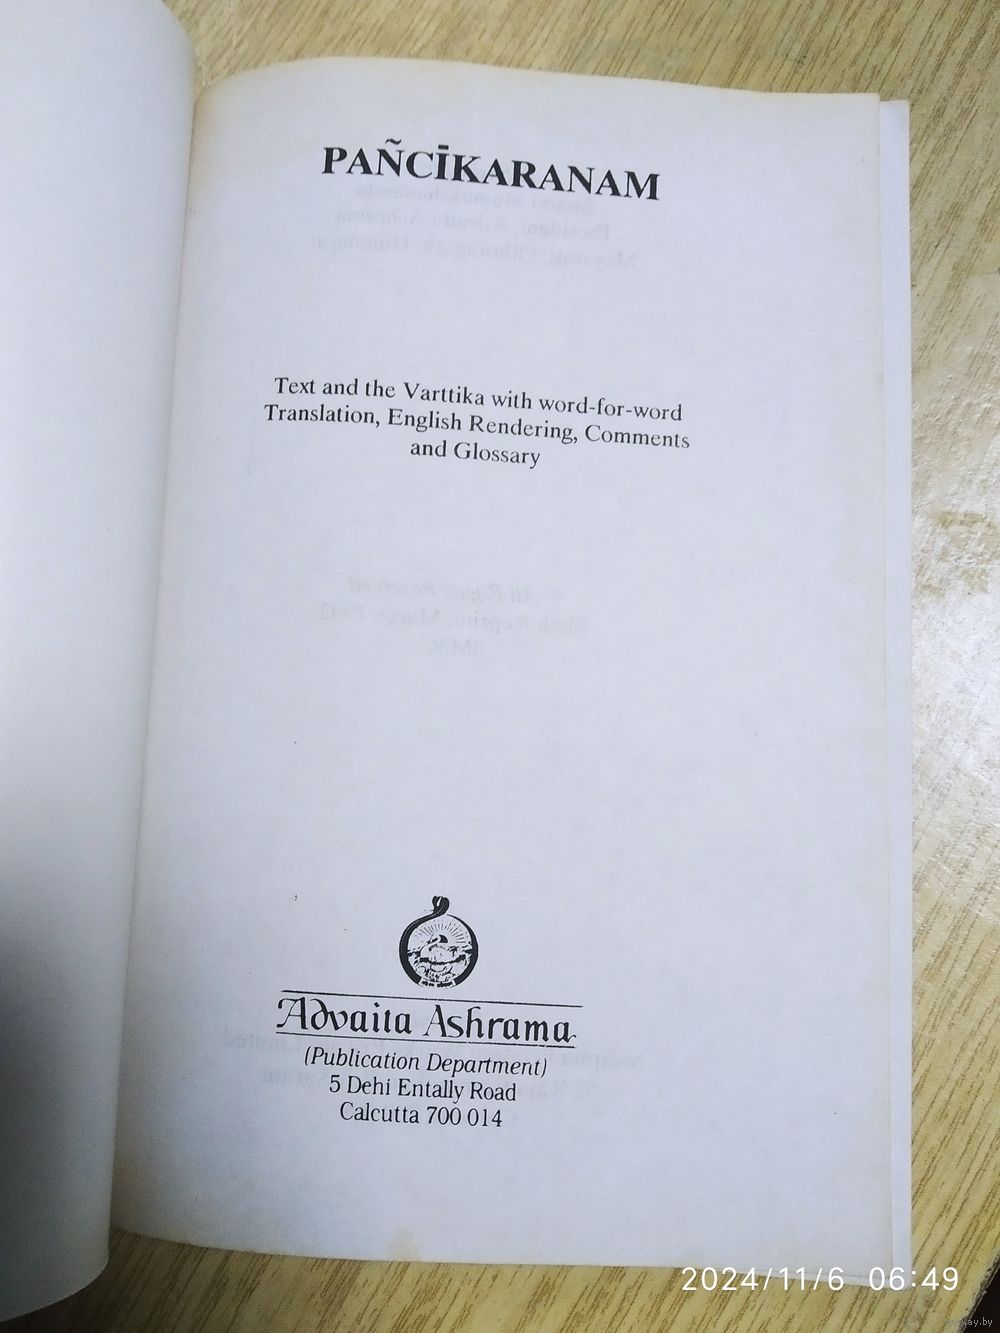 PAÑCĪKARANAM
Text and the Varttika with word-for-word
Translation, English Rendering, Comments
and Glossary
Advaita Ashrama
(Publication Department)
5 Dehi Entally Road
Calcutta 700 014
2024/11/6 06:49